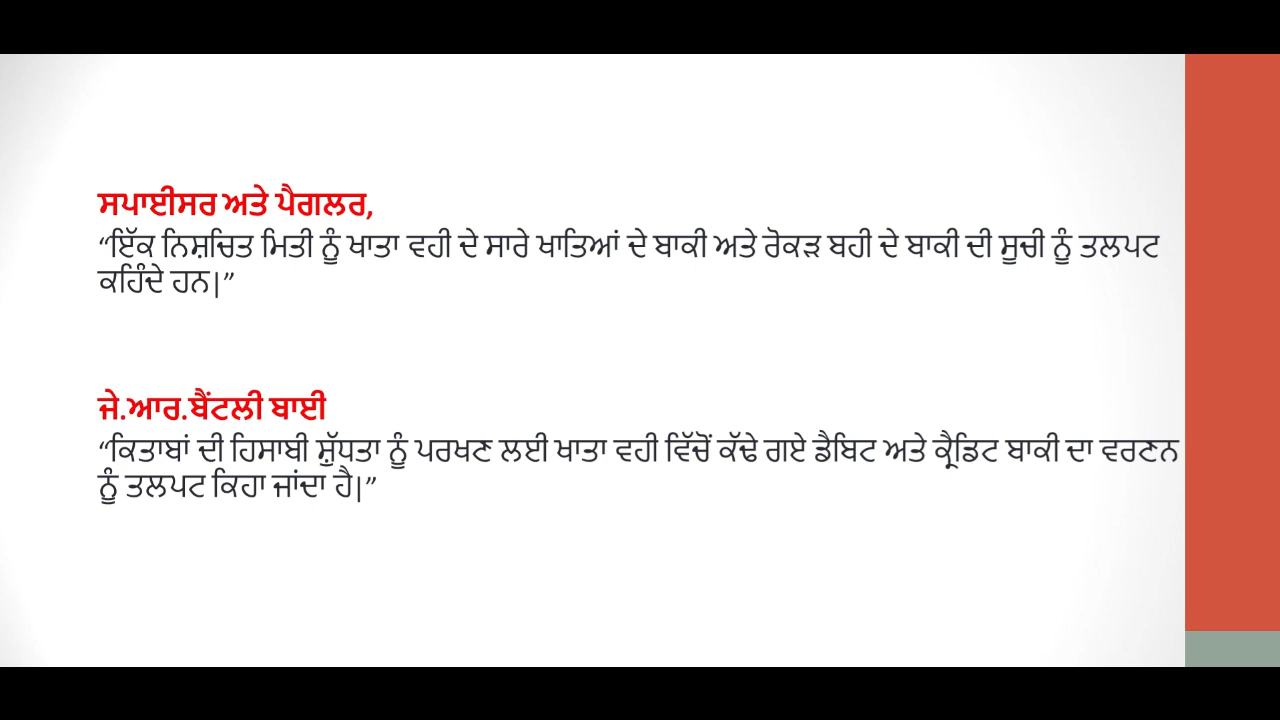 ਸਪਾਈਸਰ ਅਤੇ ਪੈਗਲਰ,
“ਇੱਕ ਨਿਸ਼ਚਿਤ ਮਿਤੀ ਨੂੰ ਖਾਤਾ ਵਹੀ ਦੇ ਸਾਰੇ ਖਾਤਿਆਂ ਦੇ ਬਾਕੀ ਅਤੇ ਰੋਕੜ ਬਹੀ ਦੇ ਬਾਕੀ ਦੀ ਸੂਚੀ ਨੂੰ ਤਲਪਟ
ਕਹਿੰਦੇ ਹਨ|”
ਜੇ.ਆਰ.ਬੈਂਟਲੀ ਬਾਈ
“ਕਿਤਾਬਾਂ ਦੀ ਹਿਸਾਬੀ ਸ਼ੁੱਧਤਾ ਨੂੰ ਪਰਖਣ ਲਈ ਖਾਤਾ ਵਹੀ ਵਿੱਚੋਂ ਕੱਢੇ ਗਏ ਡੈਬਿਟ ਅਤੇ ਕ੍ਰੈਡਿਟ ਬਾਕੀ ਦਾ ਵਰਣਨ
ਨੂੰ ਤਲਪਟ ਕਿਹਾ ਜਾਂਦਾ ਹੈ|”